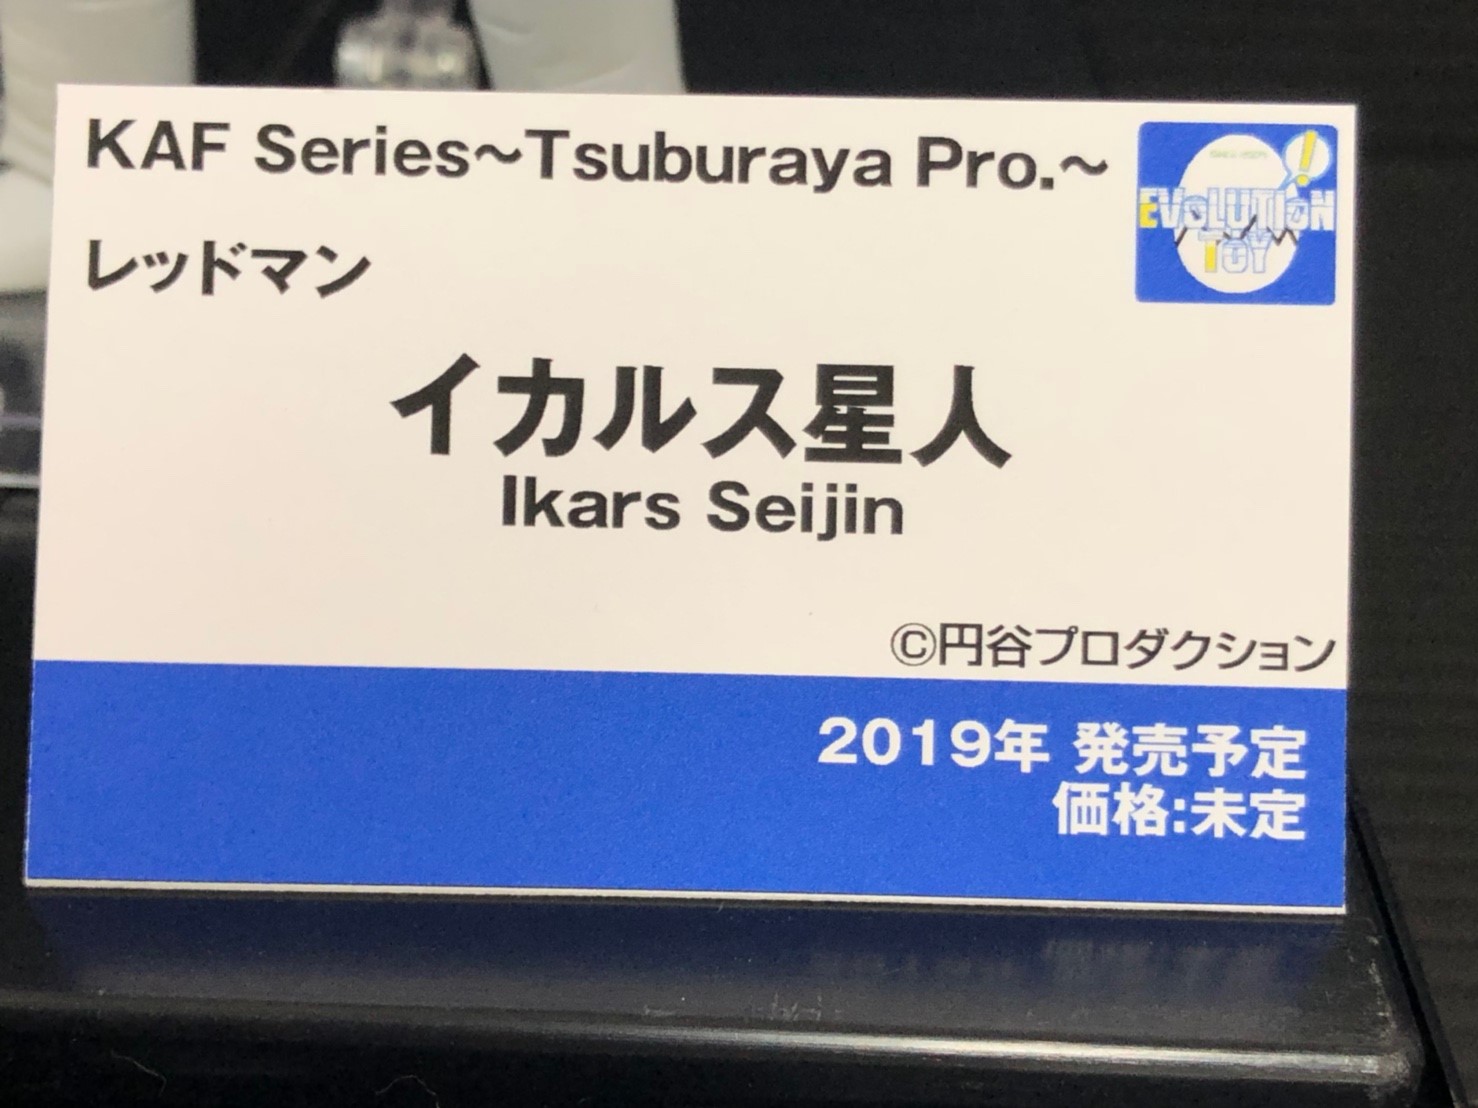 KAF Series～Tsuburaya Pro.～
EVOLUTION
TOY
レッドマン
イカルス星人
Ikars Seijin
©円谷プロダクション
2019年 発売予定
価格:未定